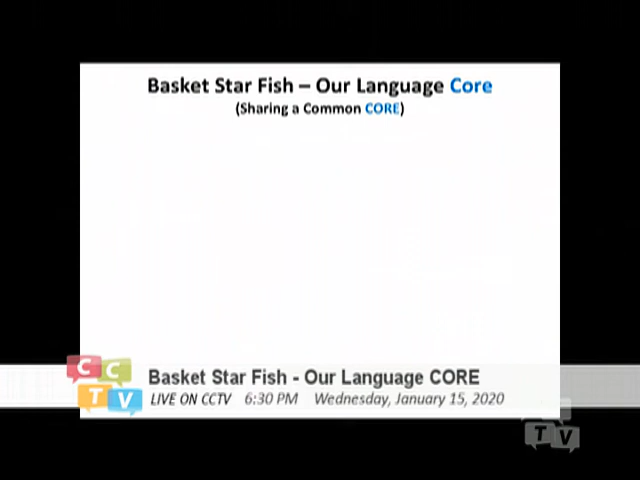 Basket Star Fish – Our Language Core
(Sharing a Common CORE)
Basket Star Fish - Our Language CORE
LIVE ON CCTV 6:30 PM Wednesday, January 15, 2020
C C
T V
T V